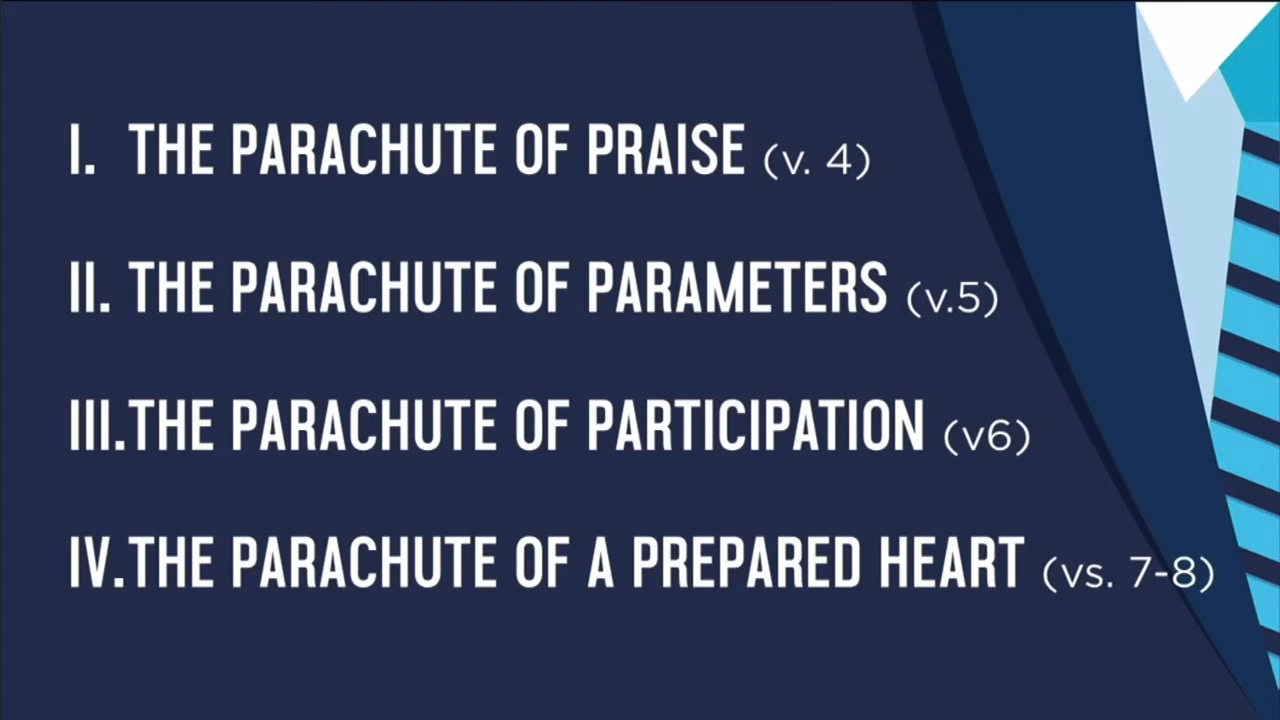 I. THE PARACHUTE OF PRAISE (v. 4)
II. THE PARACHUTE OF PARAMETERS (v.5)
III.THE PARACHUTE OF PARTICIPATION (v6)
IV.THE PARACHUTE OF A PREPARED HEART (vs. 7-8)